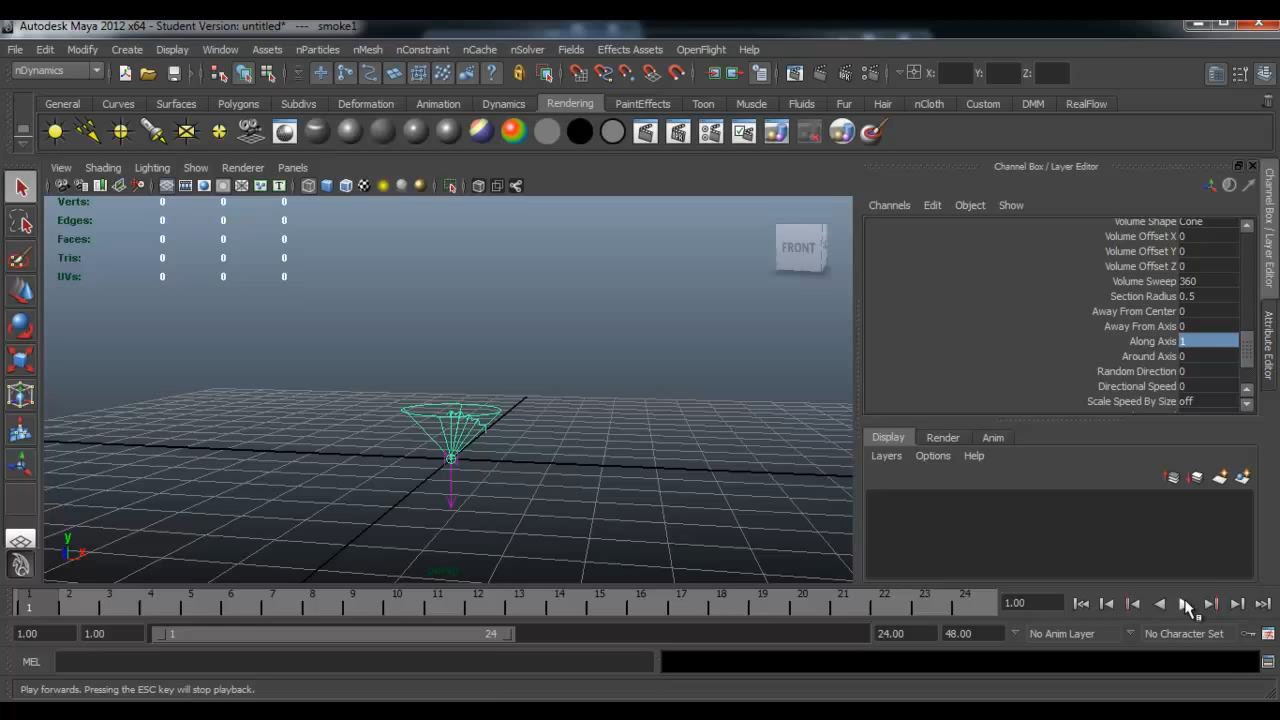 Autodesk Maya 2012 x64 - Student Version: untitled* --- smoke1
File Edit Modify Create Display Window Assets nParticles nMesh nConstraint nCache nSolver Fields Effects Assets OpenFlight Help
nDynamics X: Y: Z:
General Curves Surfaces Polygons Subdivs Deformation Animation Dynamics Rendering PaintEffects Toon Muscle Fluids Fur Hair nCloth Custom DMM RealFlow
View Shading Lighting Show Renderer Panels
Channel Box / Layer Editor
Channels Edit Object Show
Verts: 0 0 0
Edges: 0 0 0
Faces: 0 0 0
Tris: 0 0 0
UVs: 0 0 0
FRONT
Volume Shape Cone
Volume Offset X 0
Volume Offset Y 0
Volume Offset Z 0
Volume Sweep 360
Section Radius 0.5
Away From Center 0
Away From Axis 0
Along Axis 1
Around Axis 0
Random Direction 0
Directional Speed 0
Scale Speed By Size off
Channel Box / Layer Editor
Attribute Editor
Display Render Anim
Layers Options Help
y
x
persp
1 2 3 4 5 6 7 8 9 10 11 12 13 14 15 16 17 18 19 20 21 22 23 24
1
1.00
1.00 1.00 1 24 24.00 48.00 No Anim Layer No Character Set
MEL
Play forwards. Pressing the ESC key will stop playback.